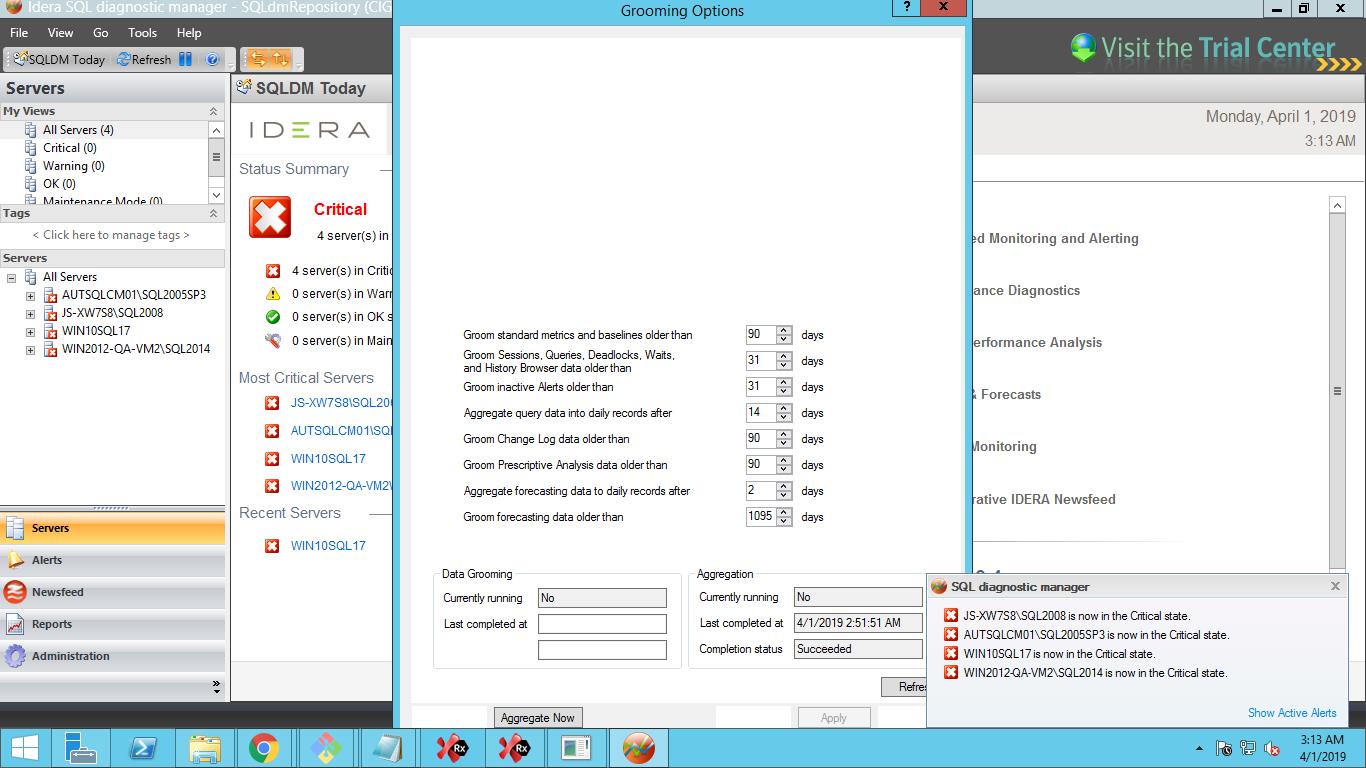 Idera SQL diagnostic manager - SQLdmRepository (CIG
Grooming Options
?
x
File View Go Tools Help
SQLDM Today Refresh
Visit the Trial Center
Servers
SQLDM Today
My Views
All Servers (4)
Critical (0)
Warning (0)
OK (0)
Maintenance Mode (0)
Tags
< Click here to manage tags >
Servers
All Servers
AUTSQLCM01\SQL2005SP3
JS-XW7S8\SQL2008
WIN10SQL17
WIN2012-QA-VM2\SQL2014
Servers
Alerts
Newsfeed
Reports
Administration
IDERA
Monday, April 1, 2019
3:13 AM
Status Summary
Critical
4 server(s) in
4 server(s) in Critic
0 server(s) in Warr
0 server(s) in OK s
0 server(s) in Main
Most Critical Servers
JS-XW7S8\SQL200
AUTSQLCM01\SQL
WIN10SQL17
WIN2012-QA-VM2\
Recent Servers
WIN10SQL17
Groom standard metrics and baselines older than 90 days
Groom Sessions, Queries, Deadlocks, Waits,
and History Browser data older than 31 days
Groom inactive Alerts older than 31 days
Aggregate query data into daily records after 14 days
Groom Change Log data older than 90 days
Groom Prescriptive Analysis data older than 90 days
Aggregate forecasting data to daily records after 2 days
Groom forecasting data older than 1095 days
Data Grooming
Currently running No
Last completed at
Aggregation
Currently running No
Last completed at 4/1/2019 2:51:51 AM
Completion status Succeeded
Refre
Aggregate Now
Apply
ed Monitoring and Alerting
ance Diagnostics
erformance Analysis
& Forecasts
Monitoring
rative IDERA Newsfeed
SQL diagnostic manager
JS-XW7S8\SQL2008 is now in the Critical state.
AUTSQLCM01\SQL2005SP3 is now in the Critical state.
WIN10SQL17 is now in the Critical state.
WIN2012-QA-VM2\SQL2014 is now in the Critical state.
Show Active Alerts
Rx
Rx
3:13 AM
4/1/2019